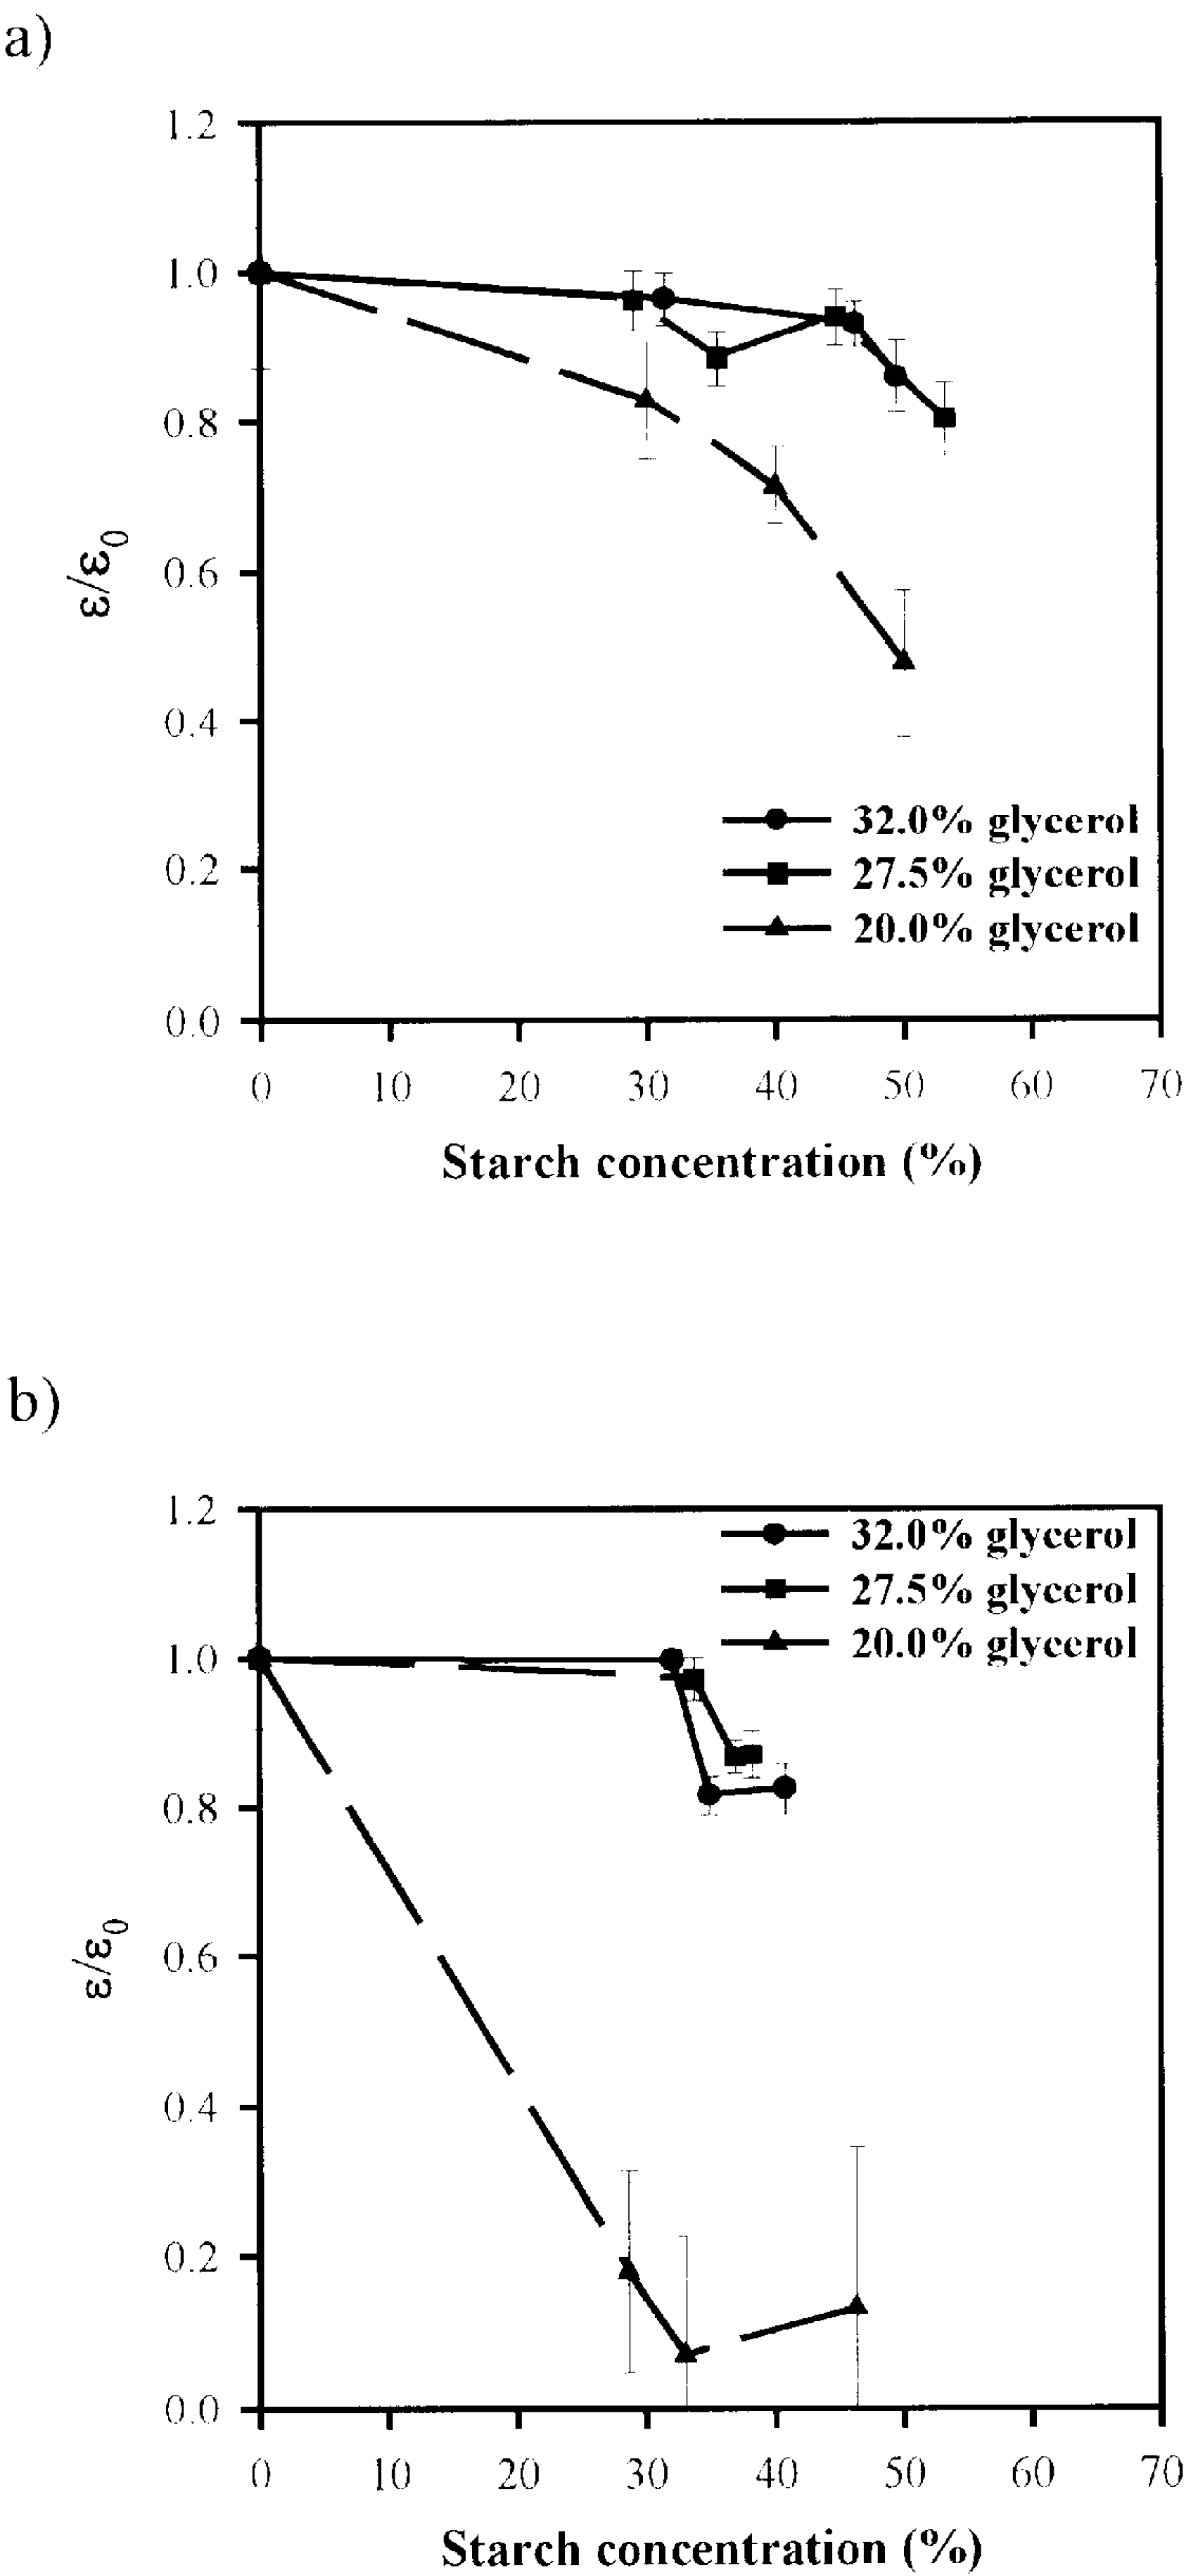 a)
1.2
1.0
0.8
0.6
0.4
0.2
0.0
ε/ε0
32.0% glycerol
27.5% glycerol
20.0% glycerol
0 10 20 30 40 50 60 70
Starch concentration (%)
b)
1.2
1.0
0.8
0.6
0.4
0.2
0.0
ε/ε0
32.0% glycerol
27.5% glycerol
20.0% glycerol
0 10 20 30 40 50 60 70
Starch concentration (%)